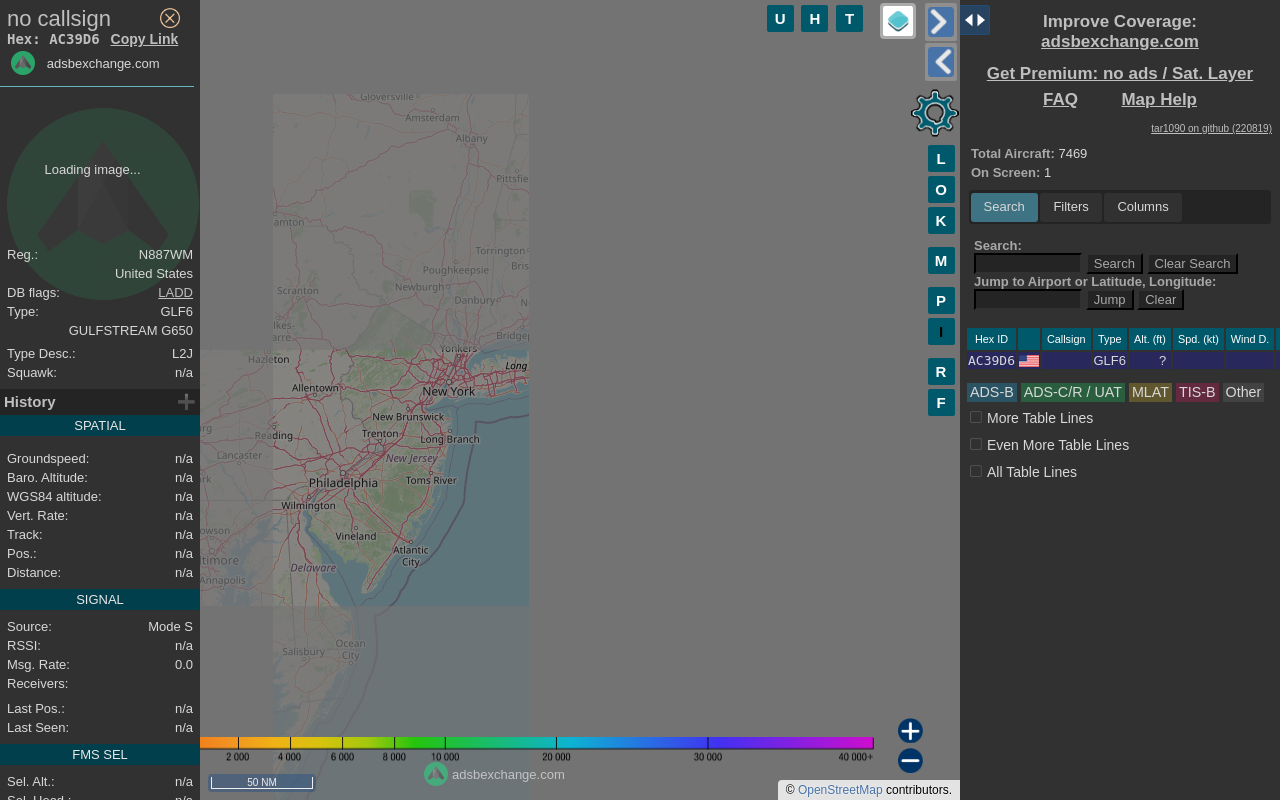 no callsign
Hex: AC39D6 Copy Link
adsbexchange.com
Loading image...
Reg.: N887WM
United States
DB flags: LADD
Type: GLF6
GULFSTREAM G650
Type Desc.: L2J
Squawk: n/a
History
SPATIAL
Groundspeed: n/a
Baro. Altitude: n/a
WGS84 altitude: n/a
Vert. Rate: n/a
Track: n/a
Pos.: n/a
Distance: n/a
SIGNAL
Source: Mode S
RSSI: n/a
Msg. Rate: 0.0
Receivers:
Last Pos.: n/a
Last Seen: n/a
FMS SEL
Sel. Alt.: n/a
Sel. Head.: n/a
U H T
L
O
K
M
P
I
R
F
Gloversville
Amsterdam
Albany
Pittsfie
amton
Torrington
Bris
Poughkeepsie
Newburgh
Scranton
Danbury
N
lkes-
arre
Bridgep
Yonkers
Hazleton
Long
Allentown
New York
New Brunswick
rg
Reading
Trenton
Long Branch
Lancaster
New Jersey
rk
Philadelphia
Toms River
Wilmington
owson
Vineland
ltimore
Atlantic
City
Delaware
Annapolis
Ocean
City
Salisbury
2 000 4 000 6 000 8 000 10 000 20 000 30 000 40 000+
adsbexchange.com
50 NM
© OpenStreetMap contributors.
Improve Coverage:
adsbexchange.com
Get Premium: no ads / Sat. Layer
FAQ Map Help
tar1090 on github (220819)
Total Aircraft: 7469
On Screen: 1
Search Filters Columns
Search:
Search Clear Search
Jump to Airport or Latitude, Longitude:
Jump Clear
Hex ID Callsign Type Alt. (ft) Spd. (kt) Wind D.
AC39D6 GLF6 ?
ADS-B ADS-C/R / UAT MLAT TIS-B Other
More Table Lines
Even More Table Lines
All Table Lines